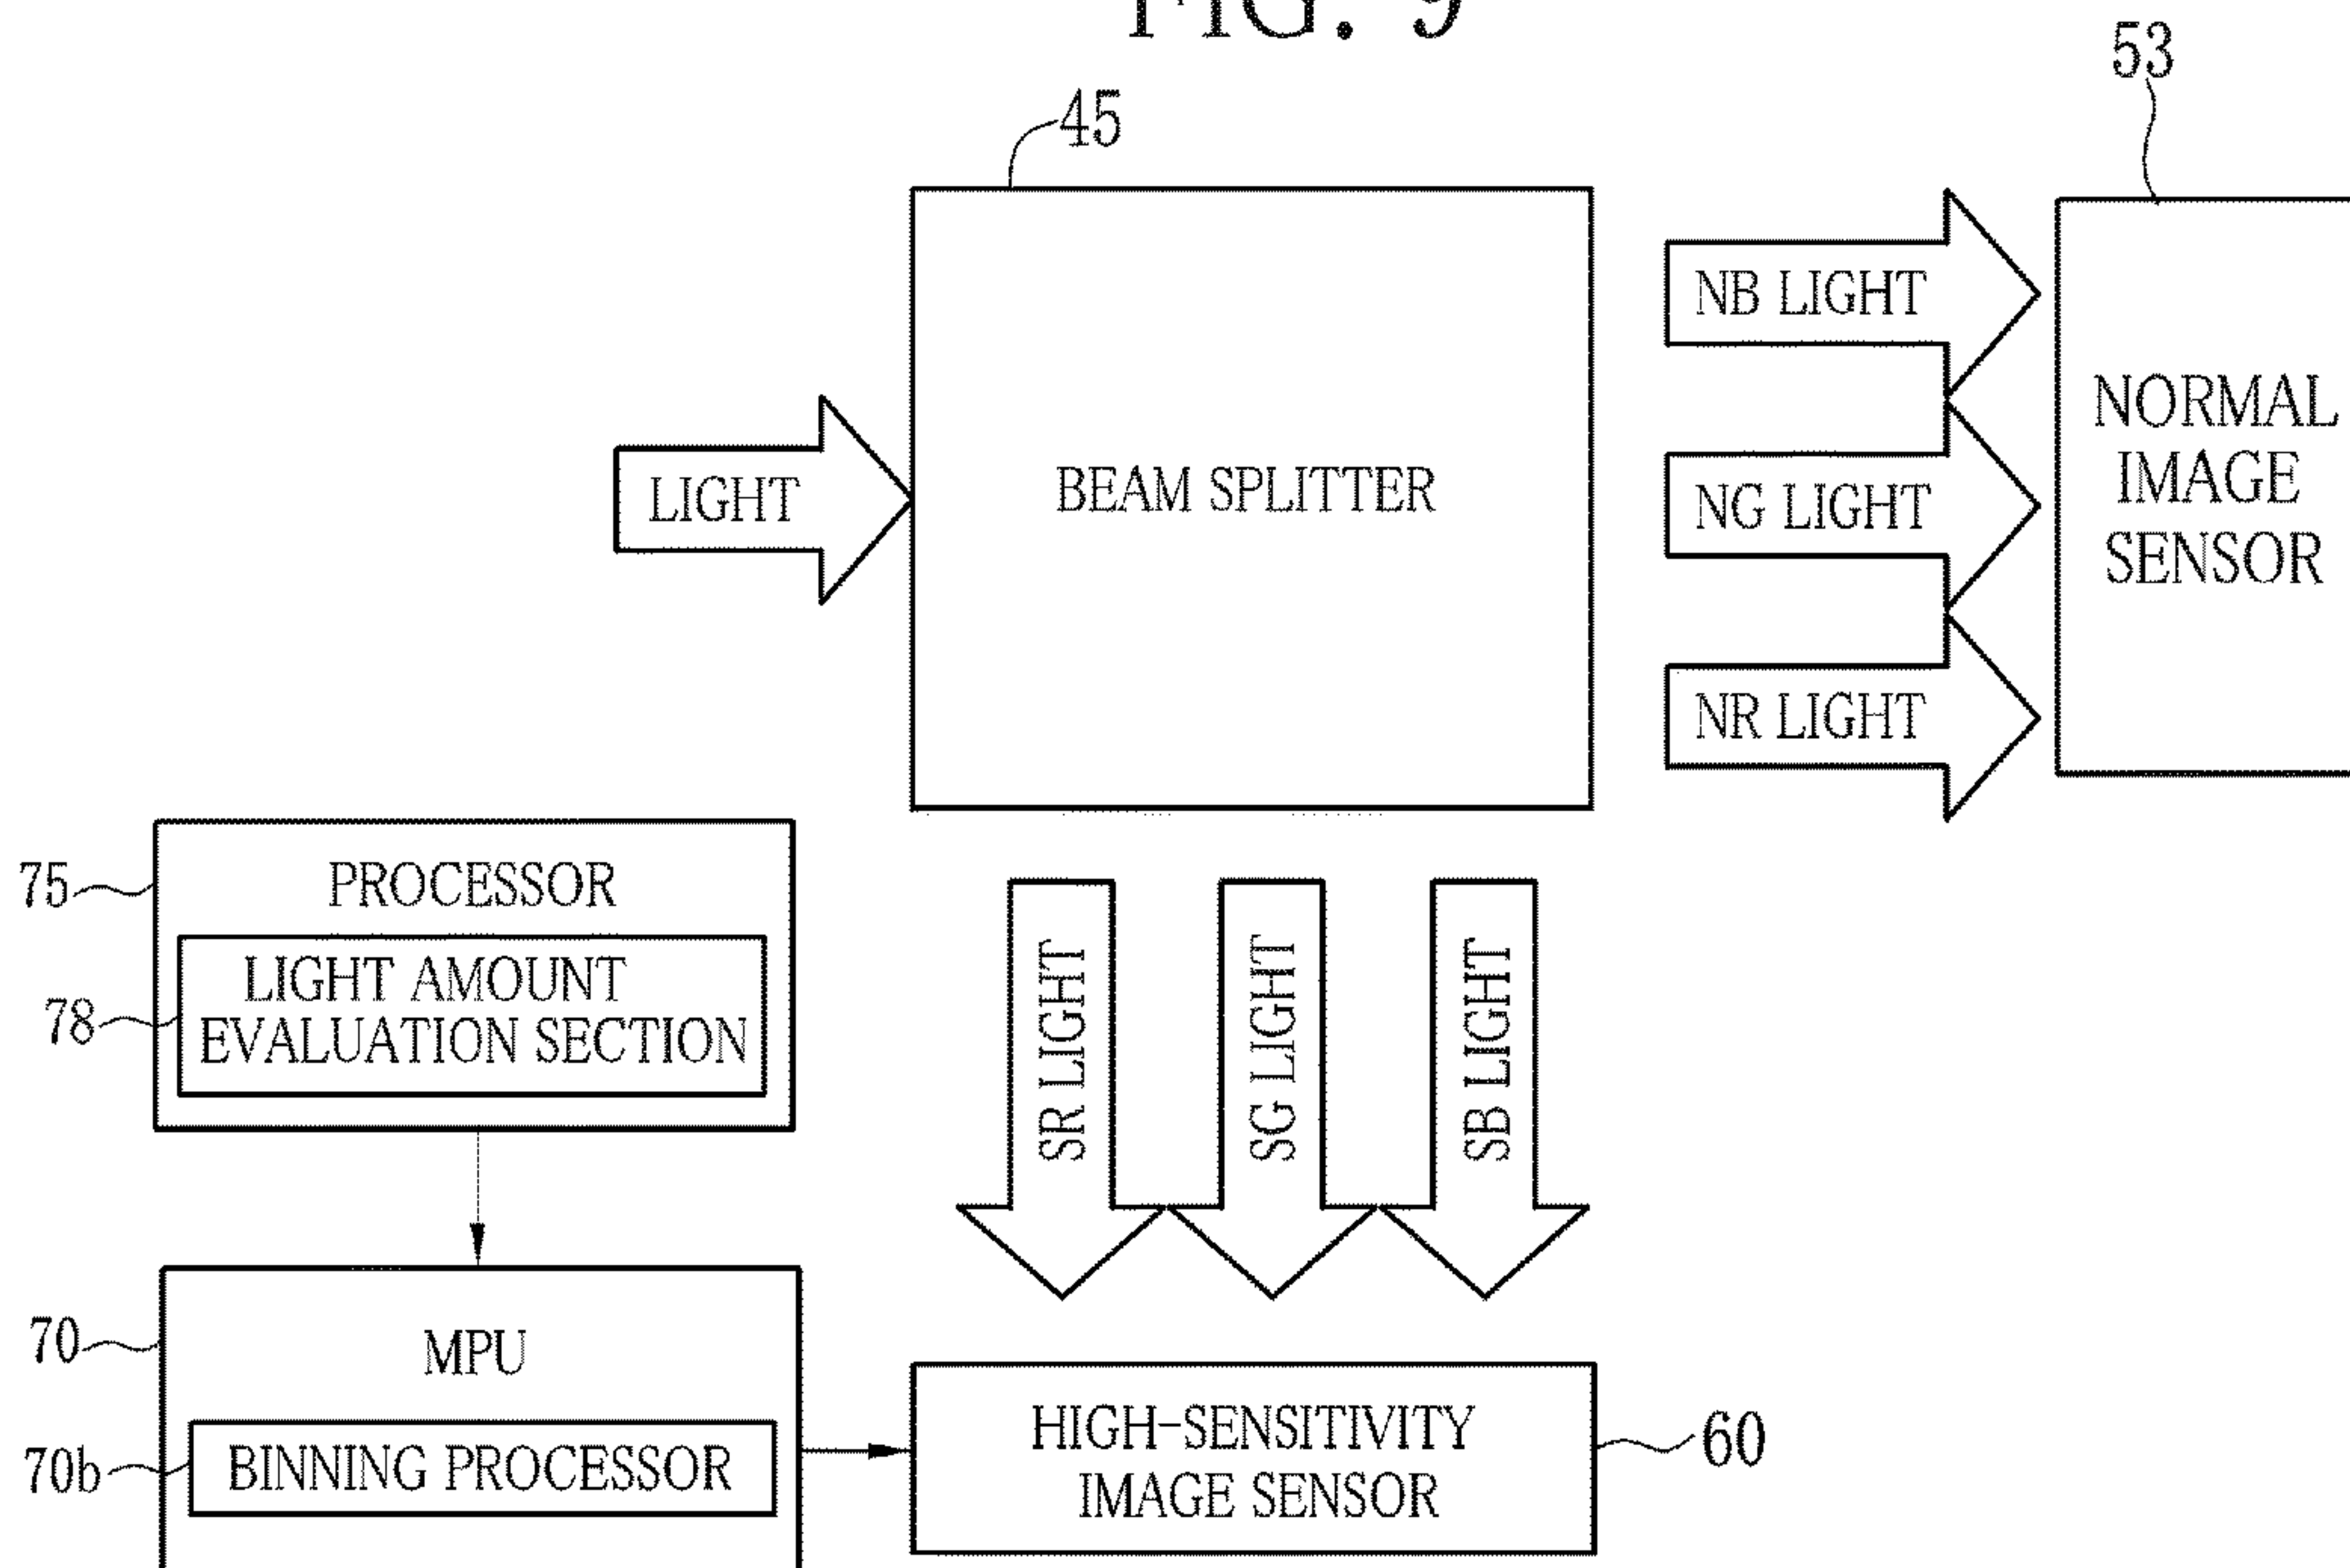 FIG. 9
53
45
NB LIGHT
NORMAL
IMAGE
SENSOR
LIGHT
BEAM SPLITTER
NG LIGHT
NR LIGHT
75
PROCESSOR
78
LIGHT AMOUNT
EVALUATION SECTION
SR LIGHT
SG LIGHT
SB LIGHT
70
MPU
70b
BINNING PROCESSOR
HIGH-SENSITIVITY
IMAGE SENSOR
60